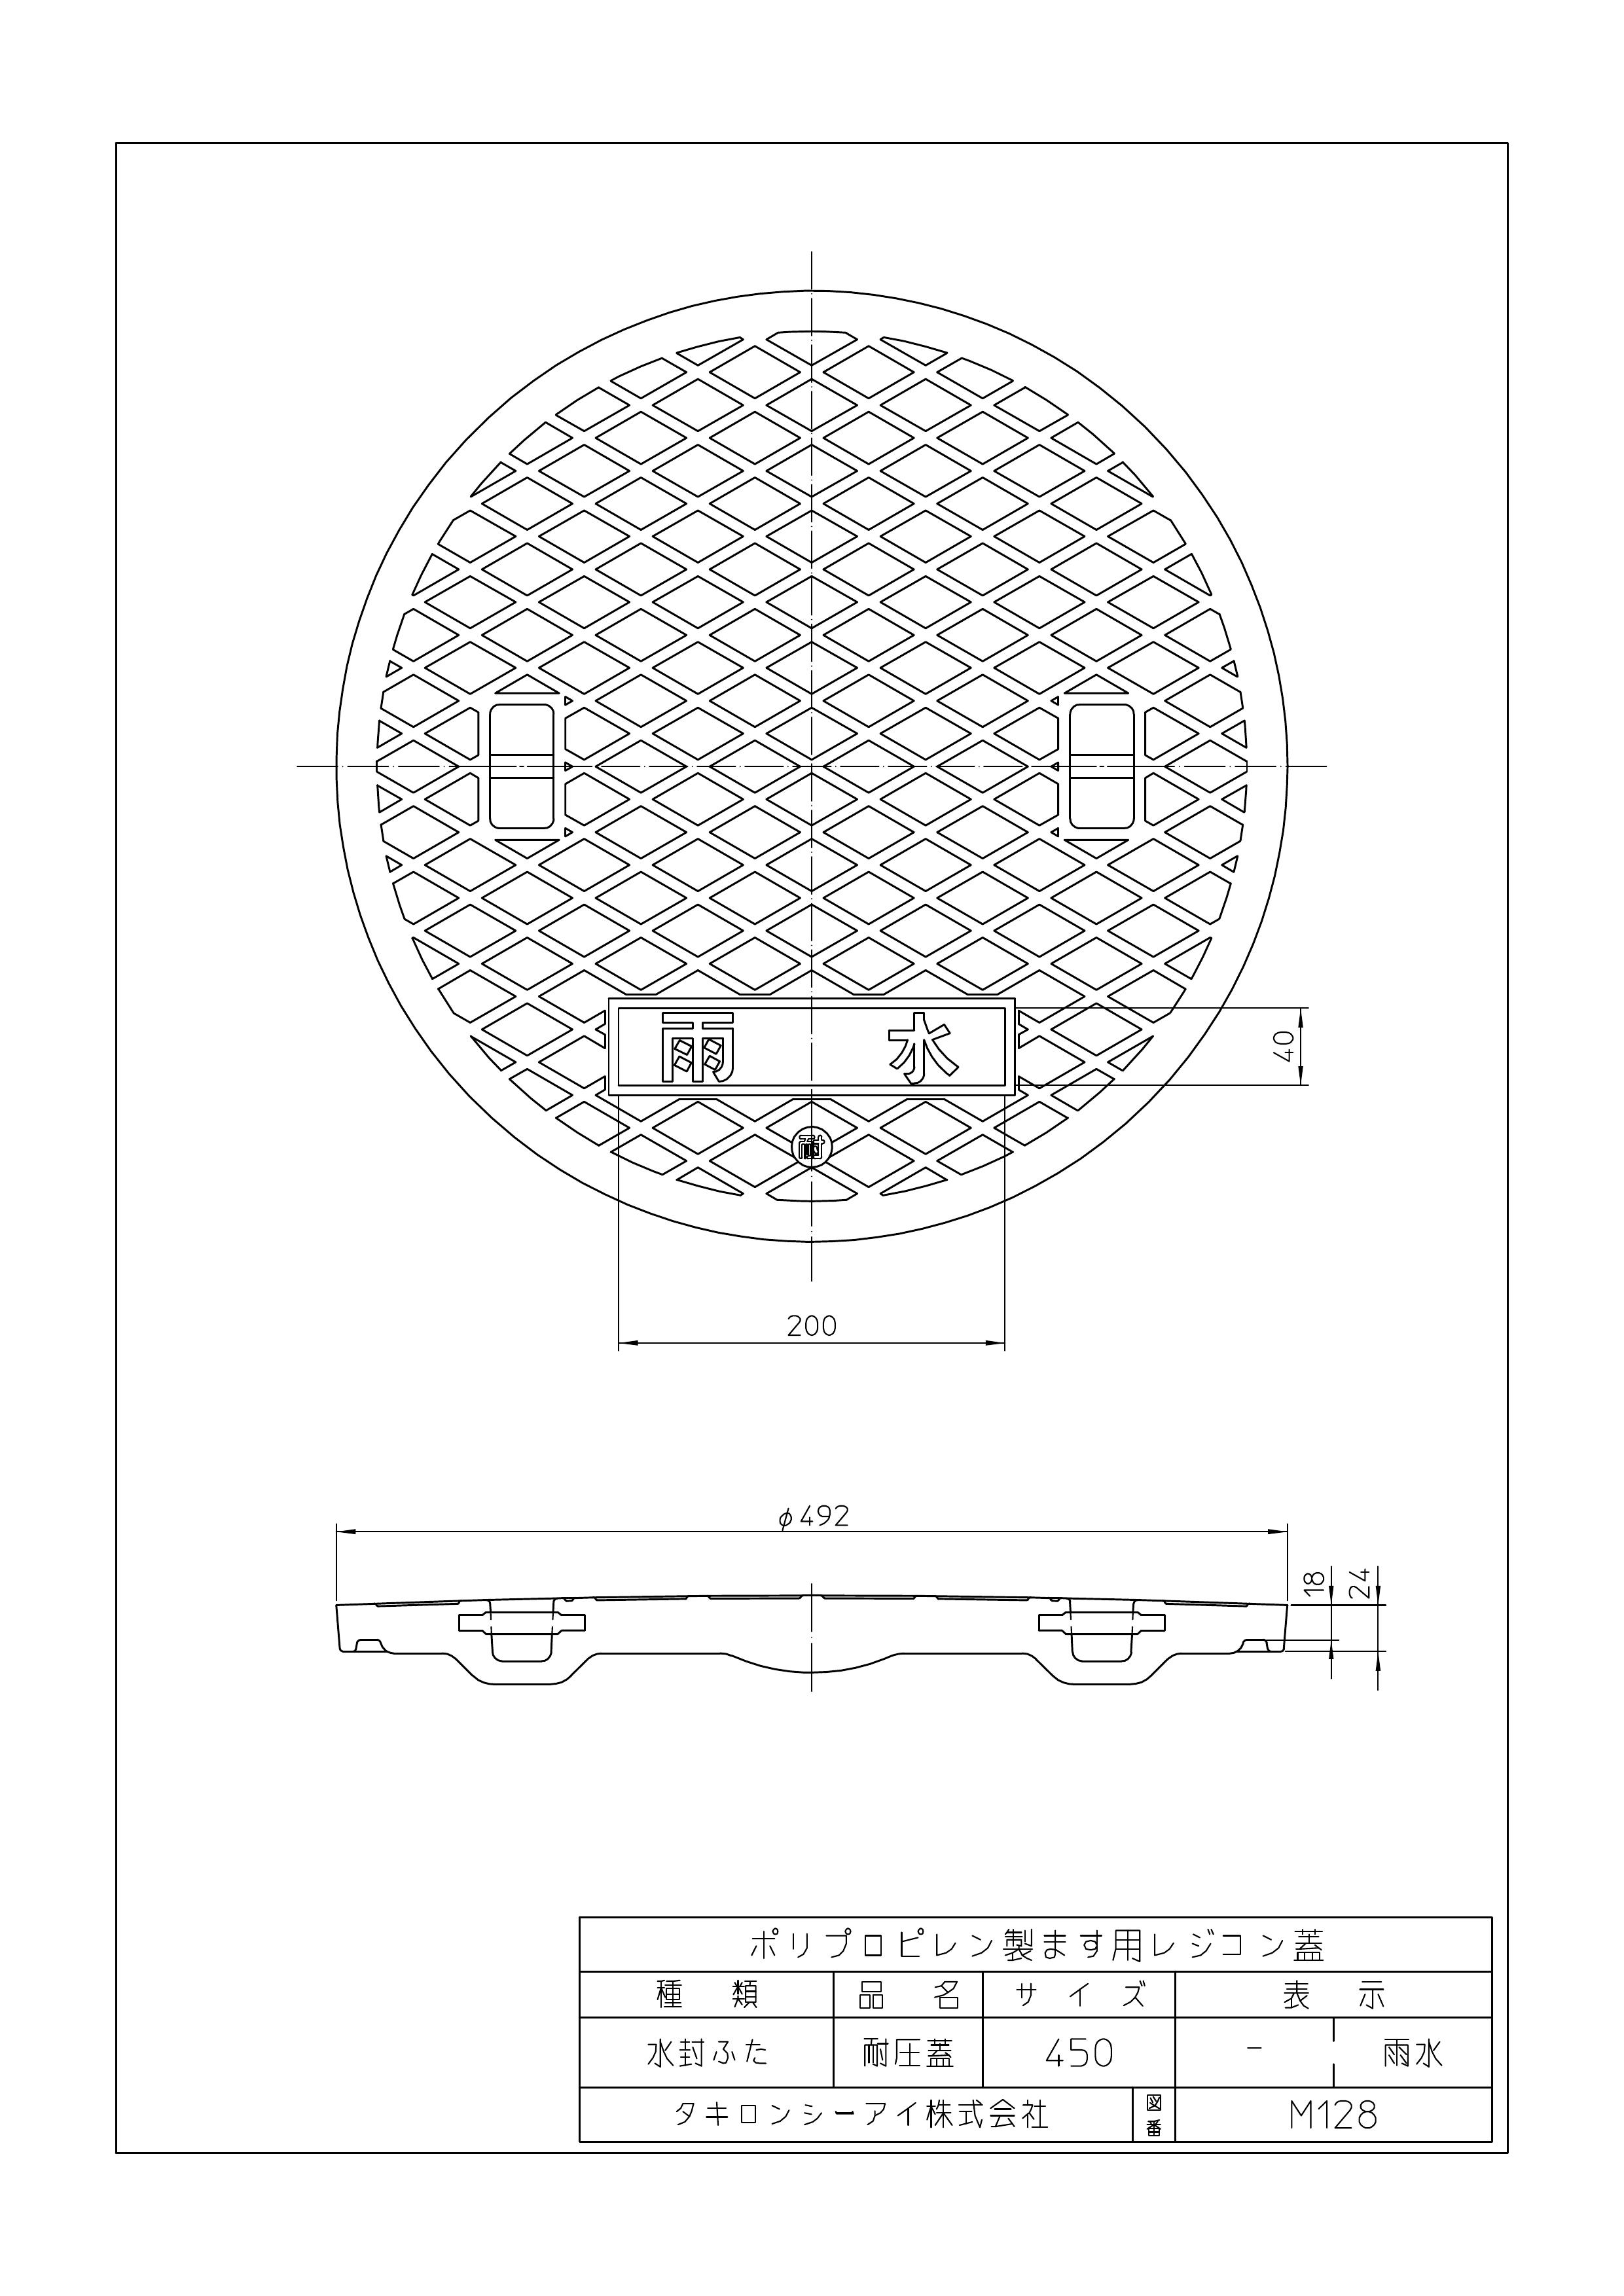 雨 水
耐
40
200
φ492
18
24
ポリプロピレン製ます用レジコン蓋
種 類 品 名 サ イ ズ 表 示
水封ふた 耐圧蓋 450 - 雨水
タキロンシーアイ株式会社 図番 M128